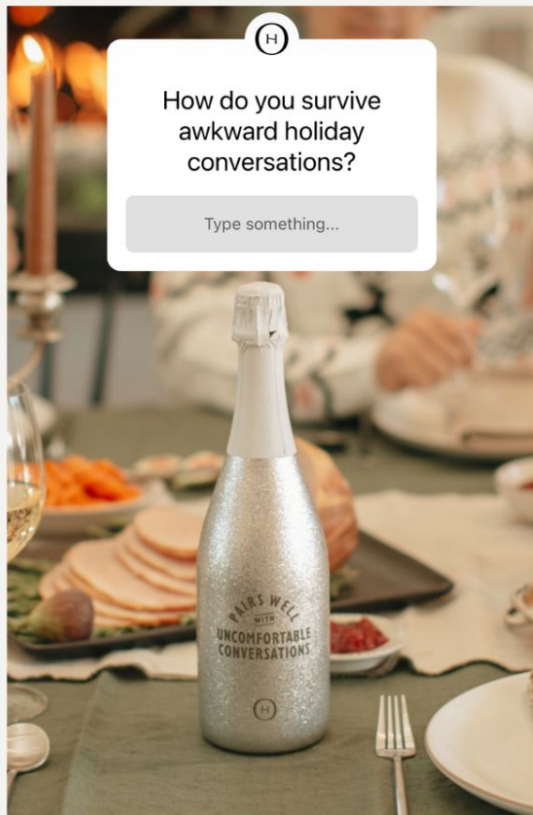 How do you survive
awkward holiday
conversations?
Type something...
PAIRS WELL
WITH
UNCOMFORTABLE
CONVERSATIONS